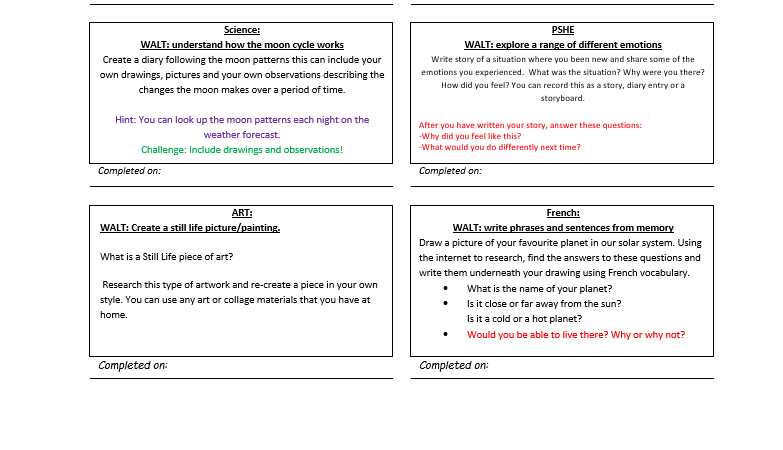 Science:
WALT: understand how the moon cycle works
Create a diary following the moon patterns this can include your
own drawings, pictures and your own observations describing the
changes the moon makes over a period of time.
Hint: You can look up the moon patterns each night on the
weather forecast.
Challenge: Include drawings and observations!
Completed on:
PSHE
WALT: explore a range of different emotions
Write story of a situation where you been new and share some of the
emotions you experienced.  What was the situation? Why were you there?
How did you feel? You can record this as a story, diary entry or a
storyboard.
After you have written your story, answer these questions:
-Why did you feel like this?
-What would you do differently next time?
Completed on:
ART:
WALT: Create a still life picture/painting.
What is a Still Life piece of art?
Research this type of artwork and re-create a piece in your own
style. You can use any art or collage materials that you have at
home.
Completed on:
French:
WALT: write phrases and sentences from memory
Draw a picture of your favourite planet in our solar system. Using
the internet to research, find the answers to these questions and
write them underneath your drawing using French vocabulary.
• What is the name of your planet?
• Is it close or far away from the sun?
Is it a cold or a hot planet?
• Would you be able to live there? Why or why not?
Completed on: